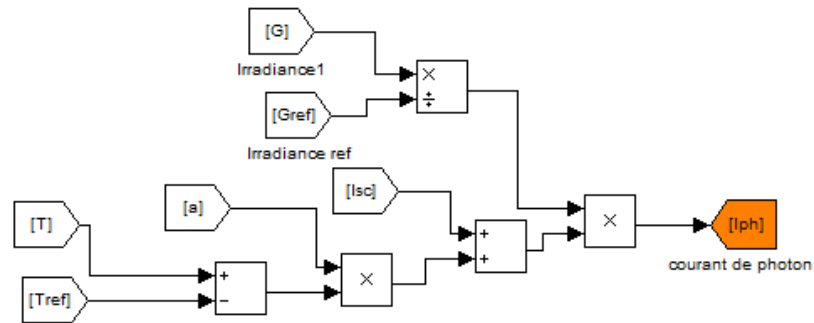 [G]
Irradiance1
×
÷
[Gref]
Irradiance ref
[Isc]
[a]
[T]
+
+
×
[Iph]
courant de photon
+
−
×
[Tref]